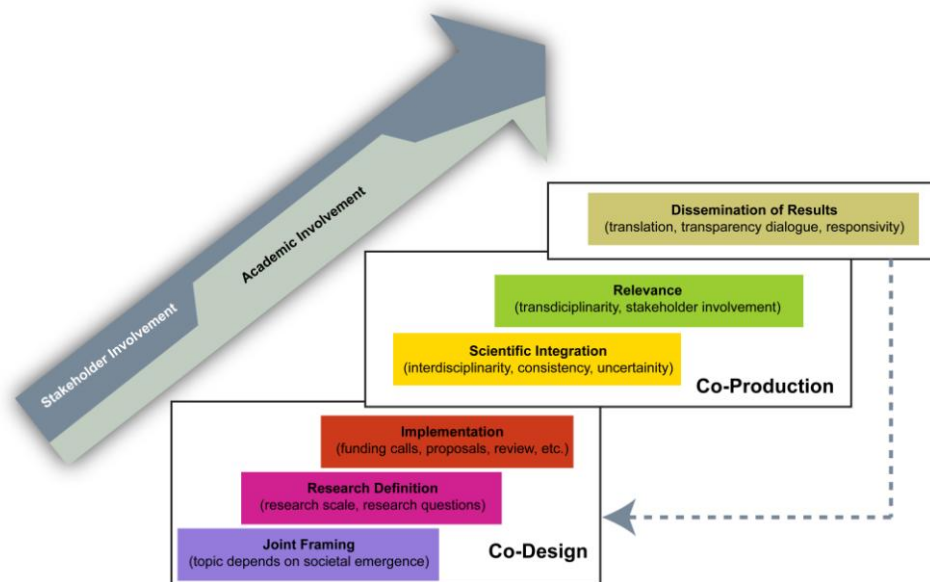 Stakeholder Involvement
Academic Involvement
Dissemination of Results
(translation, transparency dialogue, responsivity)
Relevance
(transdiciplinarity, stakeholder involvement)
Scientific Integration
(interdisciplinarity, consistency, uncertainity)
Co-Production
Implementation
(funding calls, proposals, review, etc.)
Research Definition
(research scale, research questions)
Joint Framing
(topic depends on societal emergence)
Co-Design